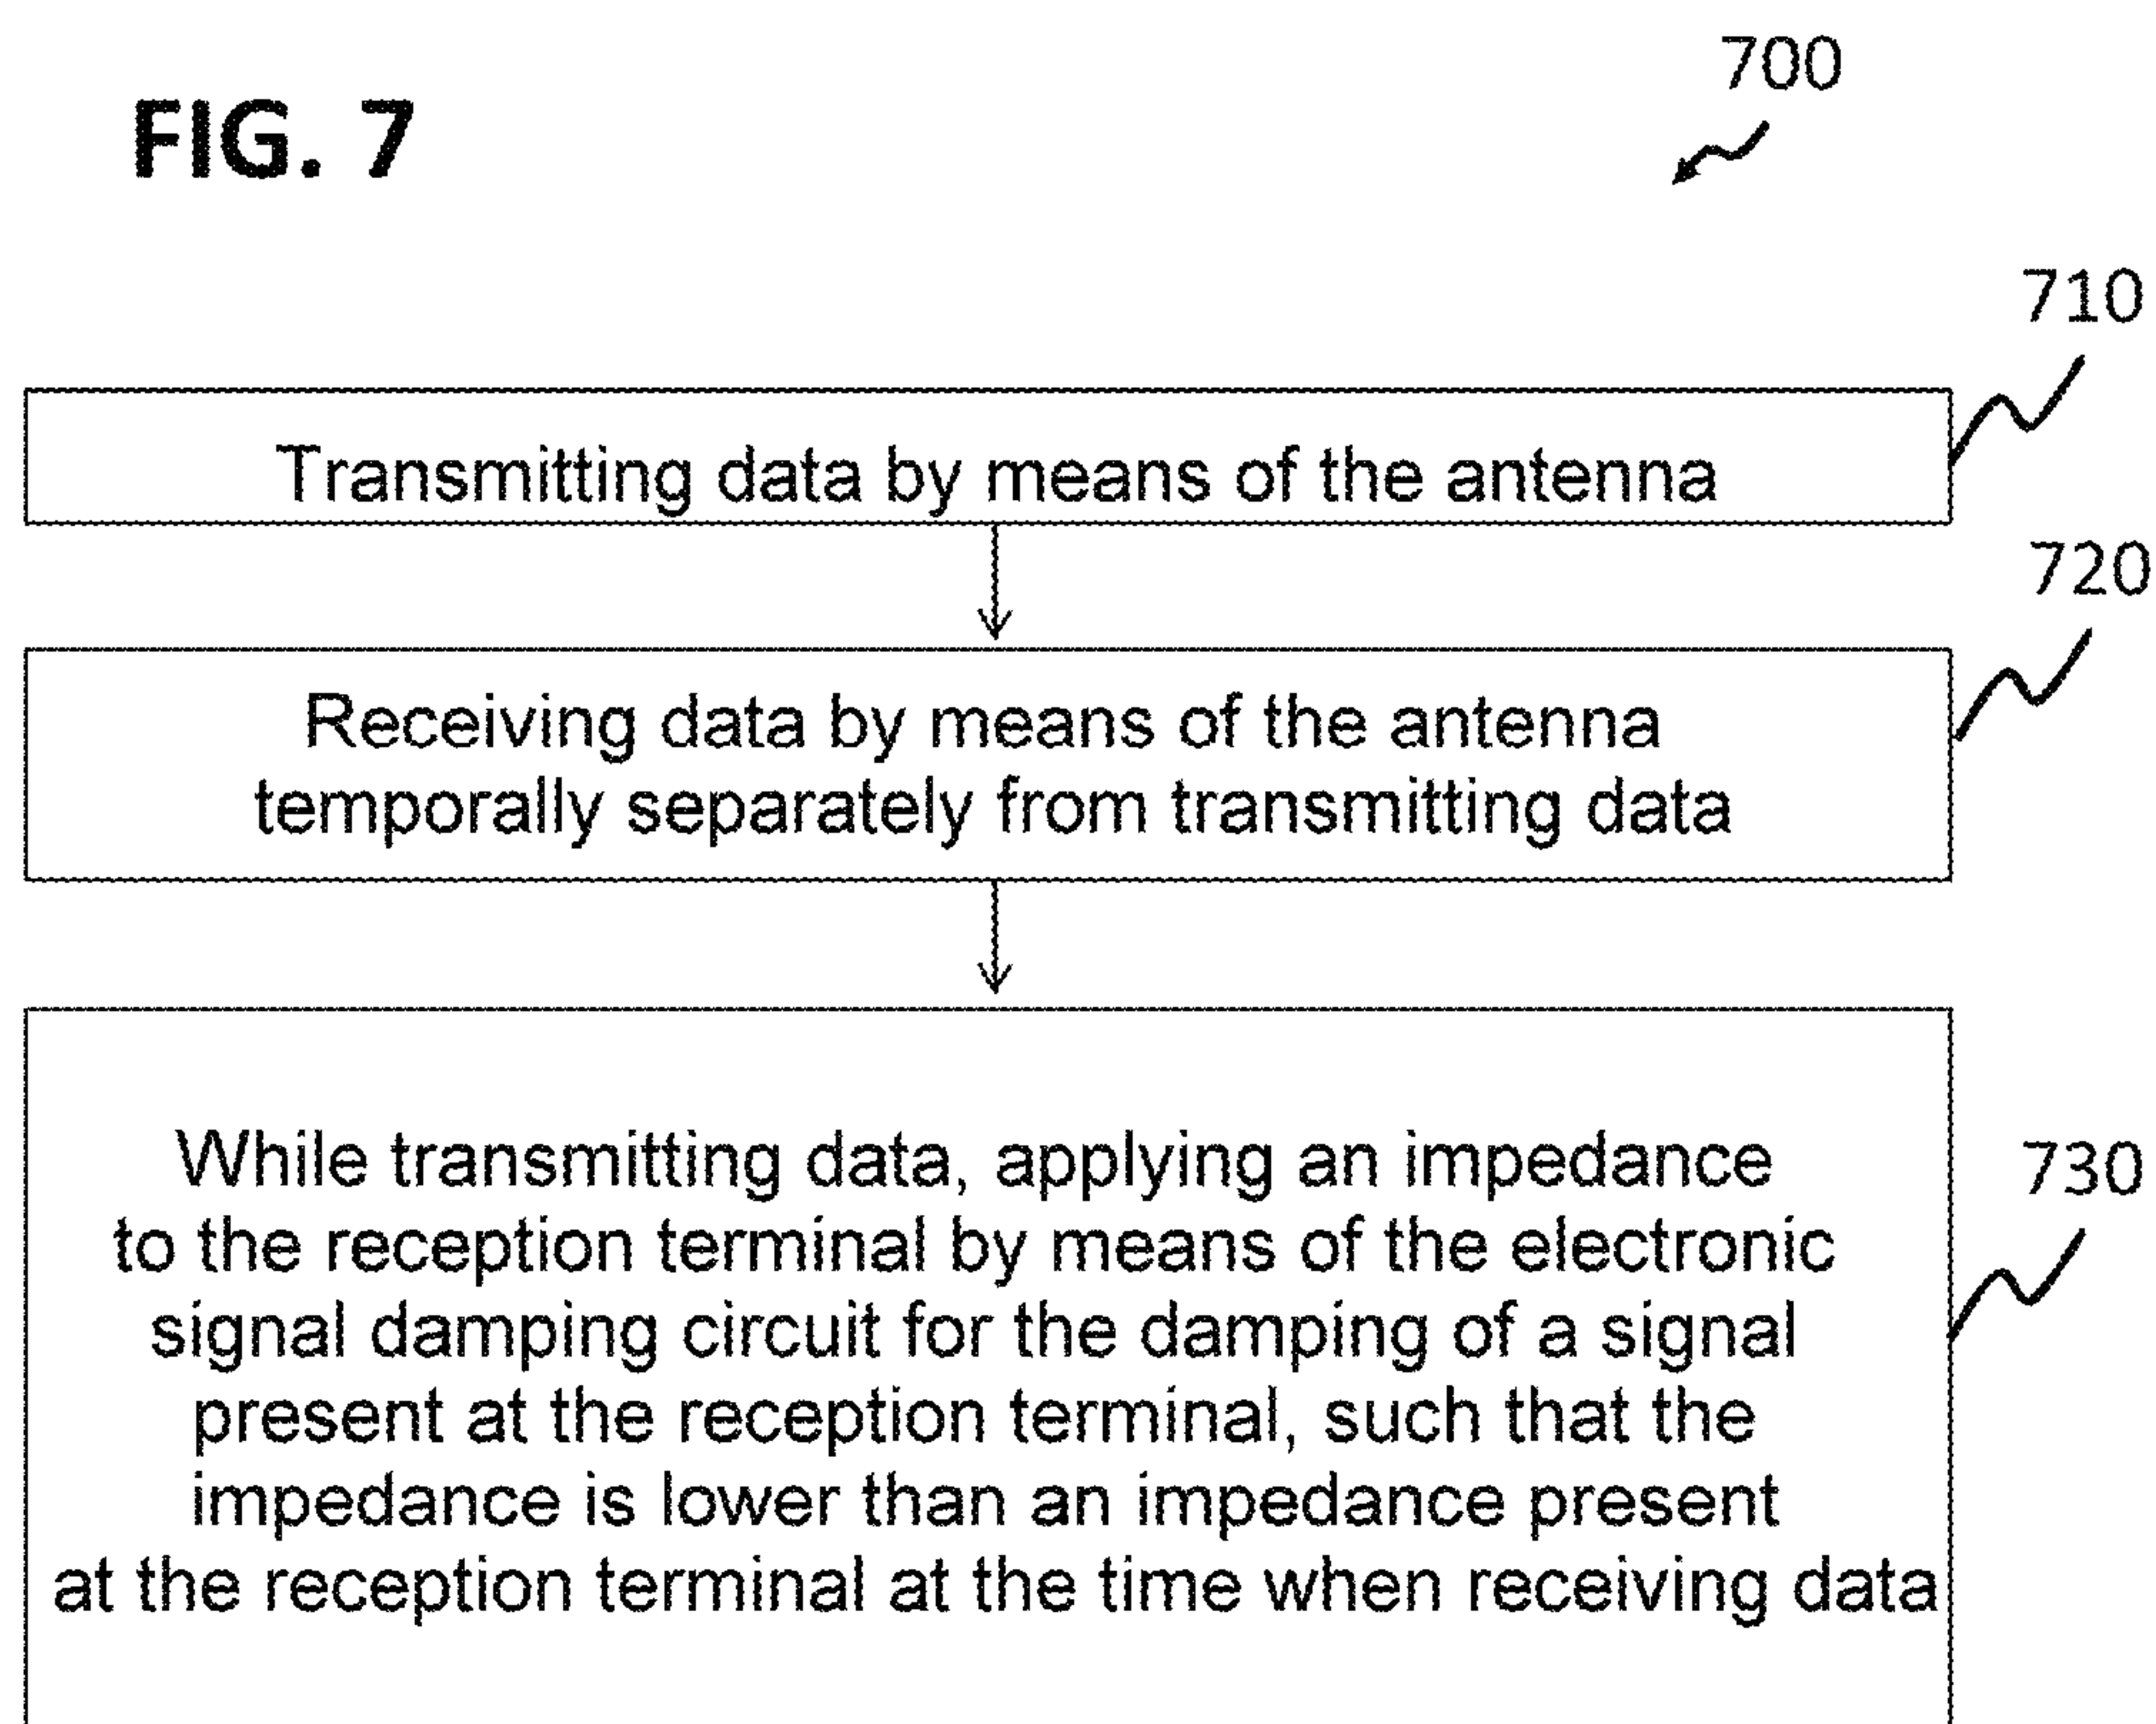 FIG. 7
700
710
Transmitting data by means of the antenna
720
Receiving data by means of the antenna
temporally separately from transmitting data
730
While transmitting data, applying an impedance
to the reception terminal by means of the electronic
signal damping circuit for the damping of a signal
present at the reception terminal, such that the
impedance is lower than an impedance present
at the reception terminal at the time when receiving data